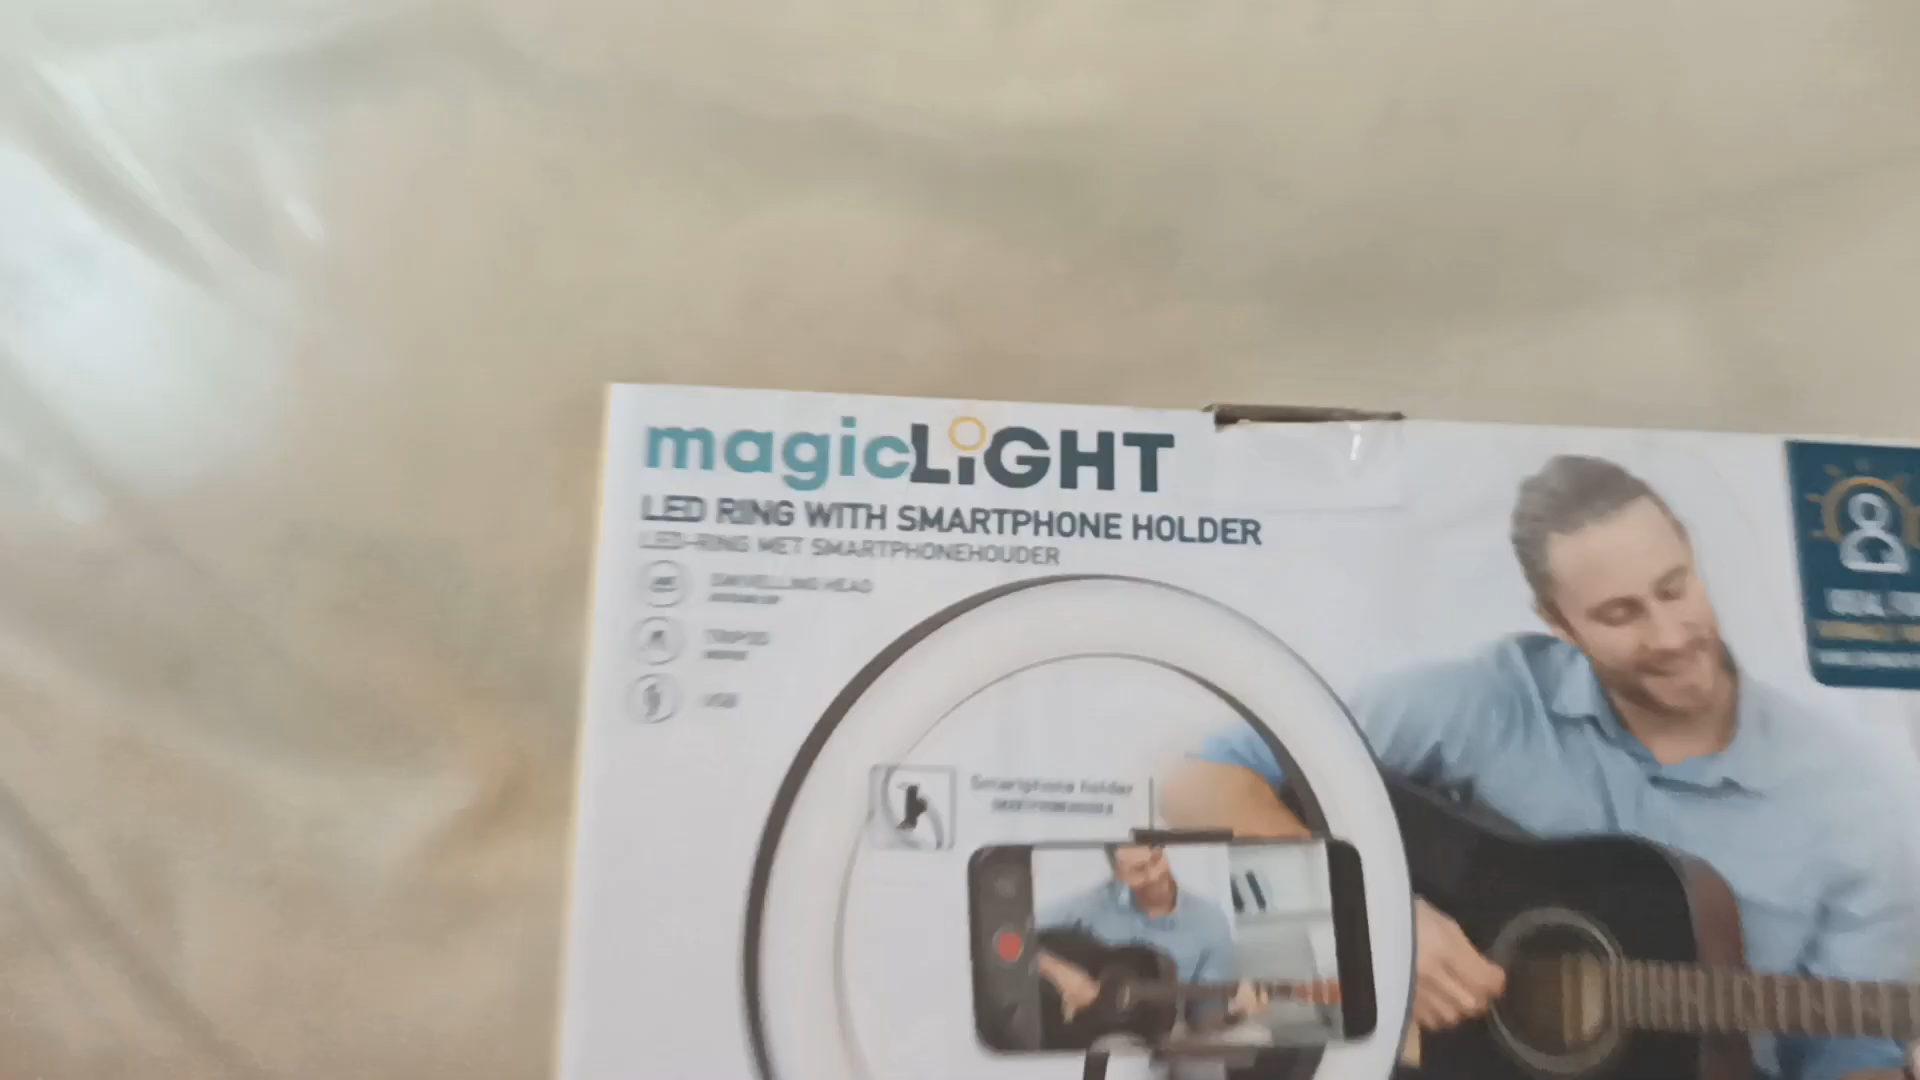 magicLiGHT
LED RING WITH SMARTPHONE HOLDER
LED-RING MET SMARTPHONEHOUDER
SWIVELLING HEAD
TRIPOD
USB
Smartphone holder